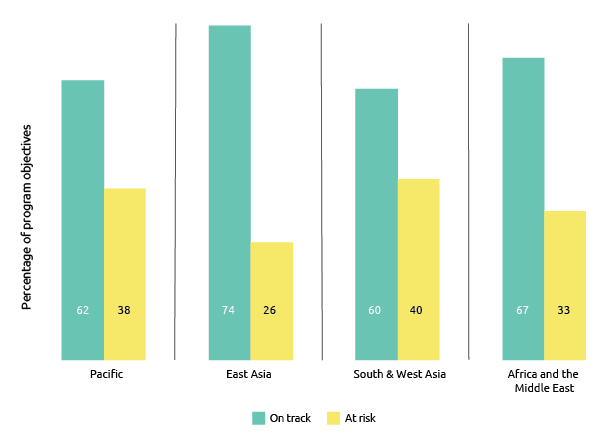 Percentage of program objectives
62
38
74
26
60
40
67
33
Pacific
East Asia
South & West Asia
Africa and the
Middle East
On track
At risk